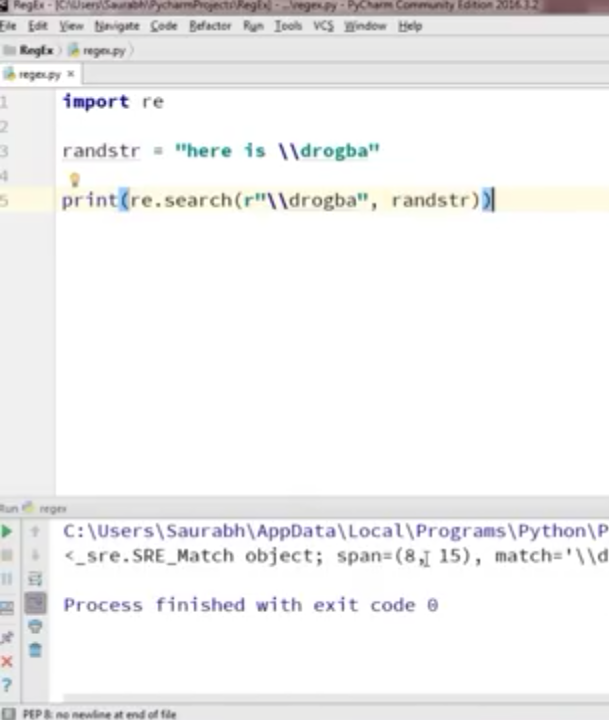 RegEx - [C:\Users\Saurabh\PycharmProjects\RegEx] - ...\regex.py - PyCharm Community Edition 2016.3.2
File Edit View Navigate Code Refactor Run Tools VCS Window Help
RegEx regex.py
regex.py ×
1 import re
2
3 randstr = "here is \\drogba"
4
5 print(re.search(r"\\drogba", randstr))
Run regex
C:\Users\Saurabh\AppData\Local\Programs\Python\P
<_sre.SRE_Match object; span=(8, 15), match='\\d
Process finished with exit code 0
PEP 8: no newline at end of file